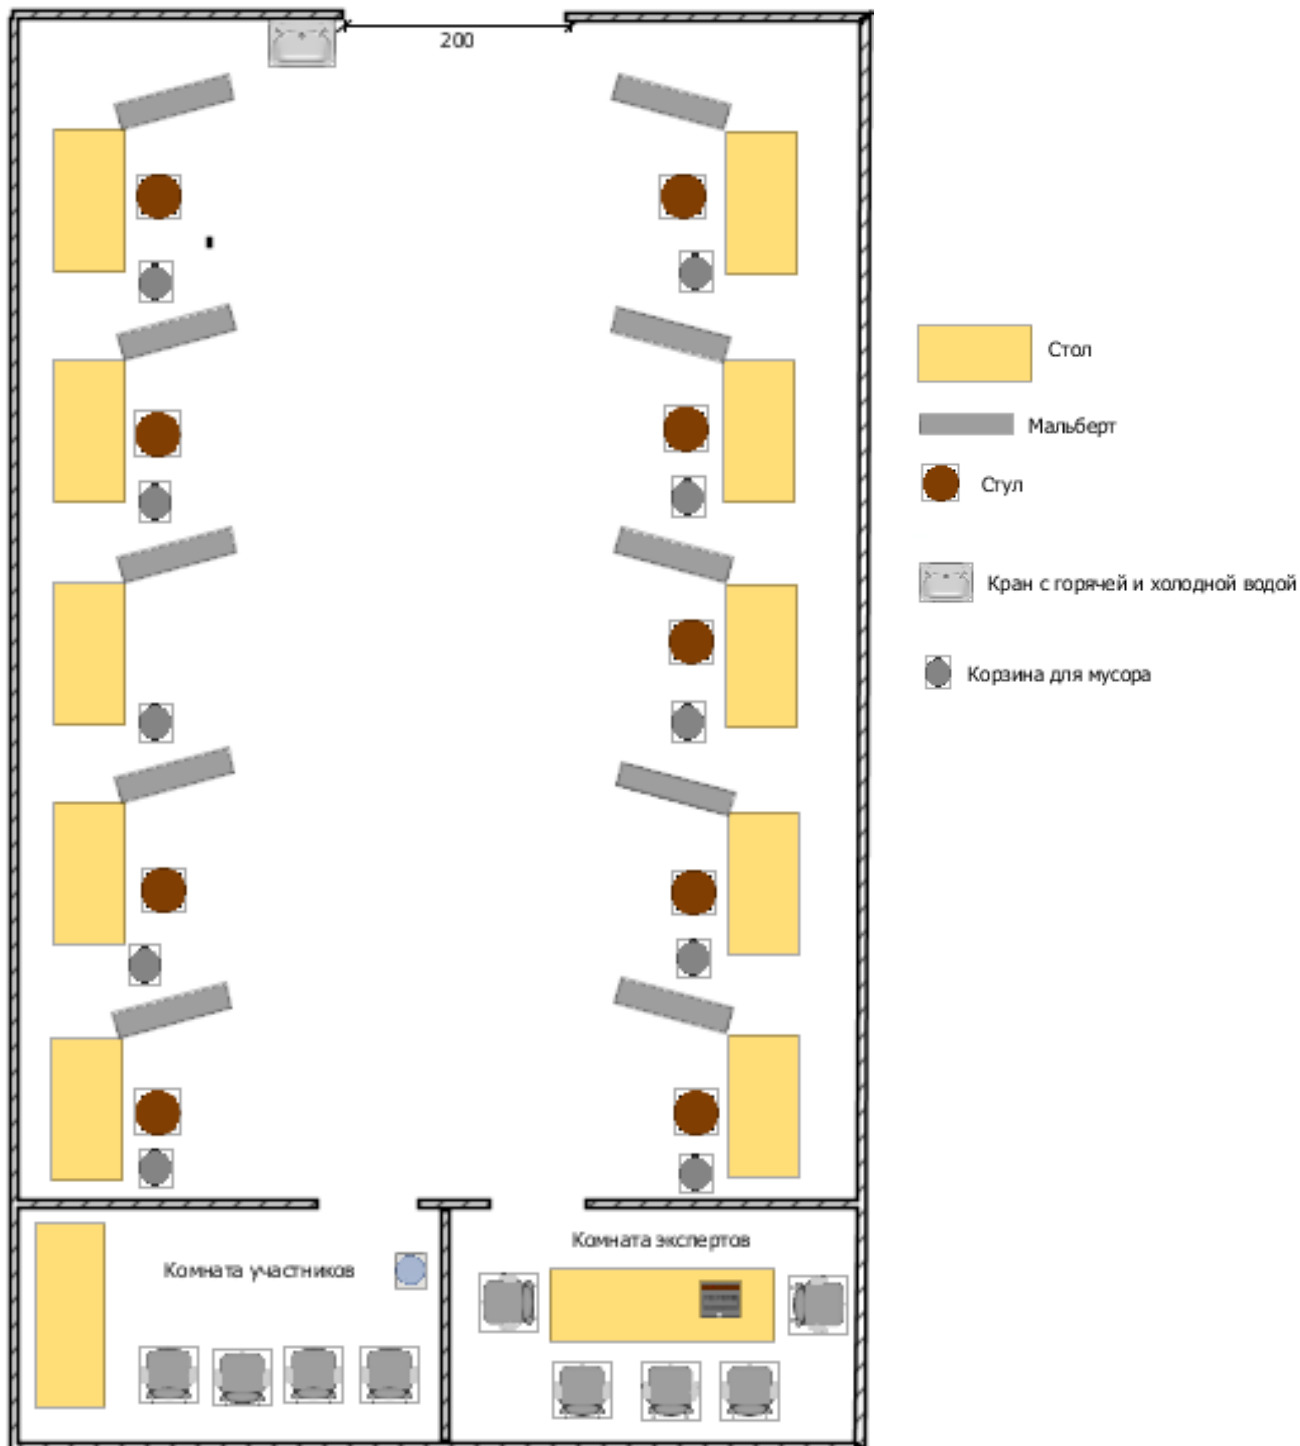 200
Стол
Мальберт
Стул
Кран с горячей и холодной водой
Корзина для мусора
Комната участников
Комната экспертов